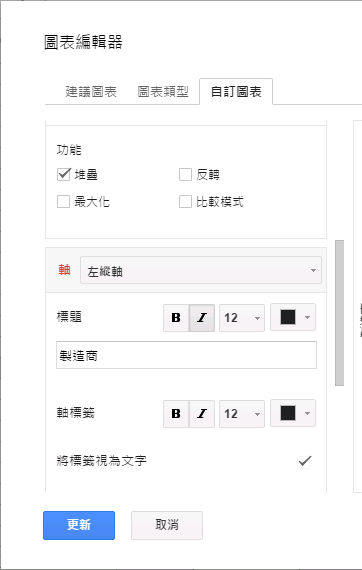 圖表編輯器
建議圖表 圖表類型 自訂圖表
功能
堆疊 反轉
最大化 比較模式
軸 左縱軸
標題 B I 12
製造商
軸標籤 B I 12
將標籤視為文字
更新 取消